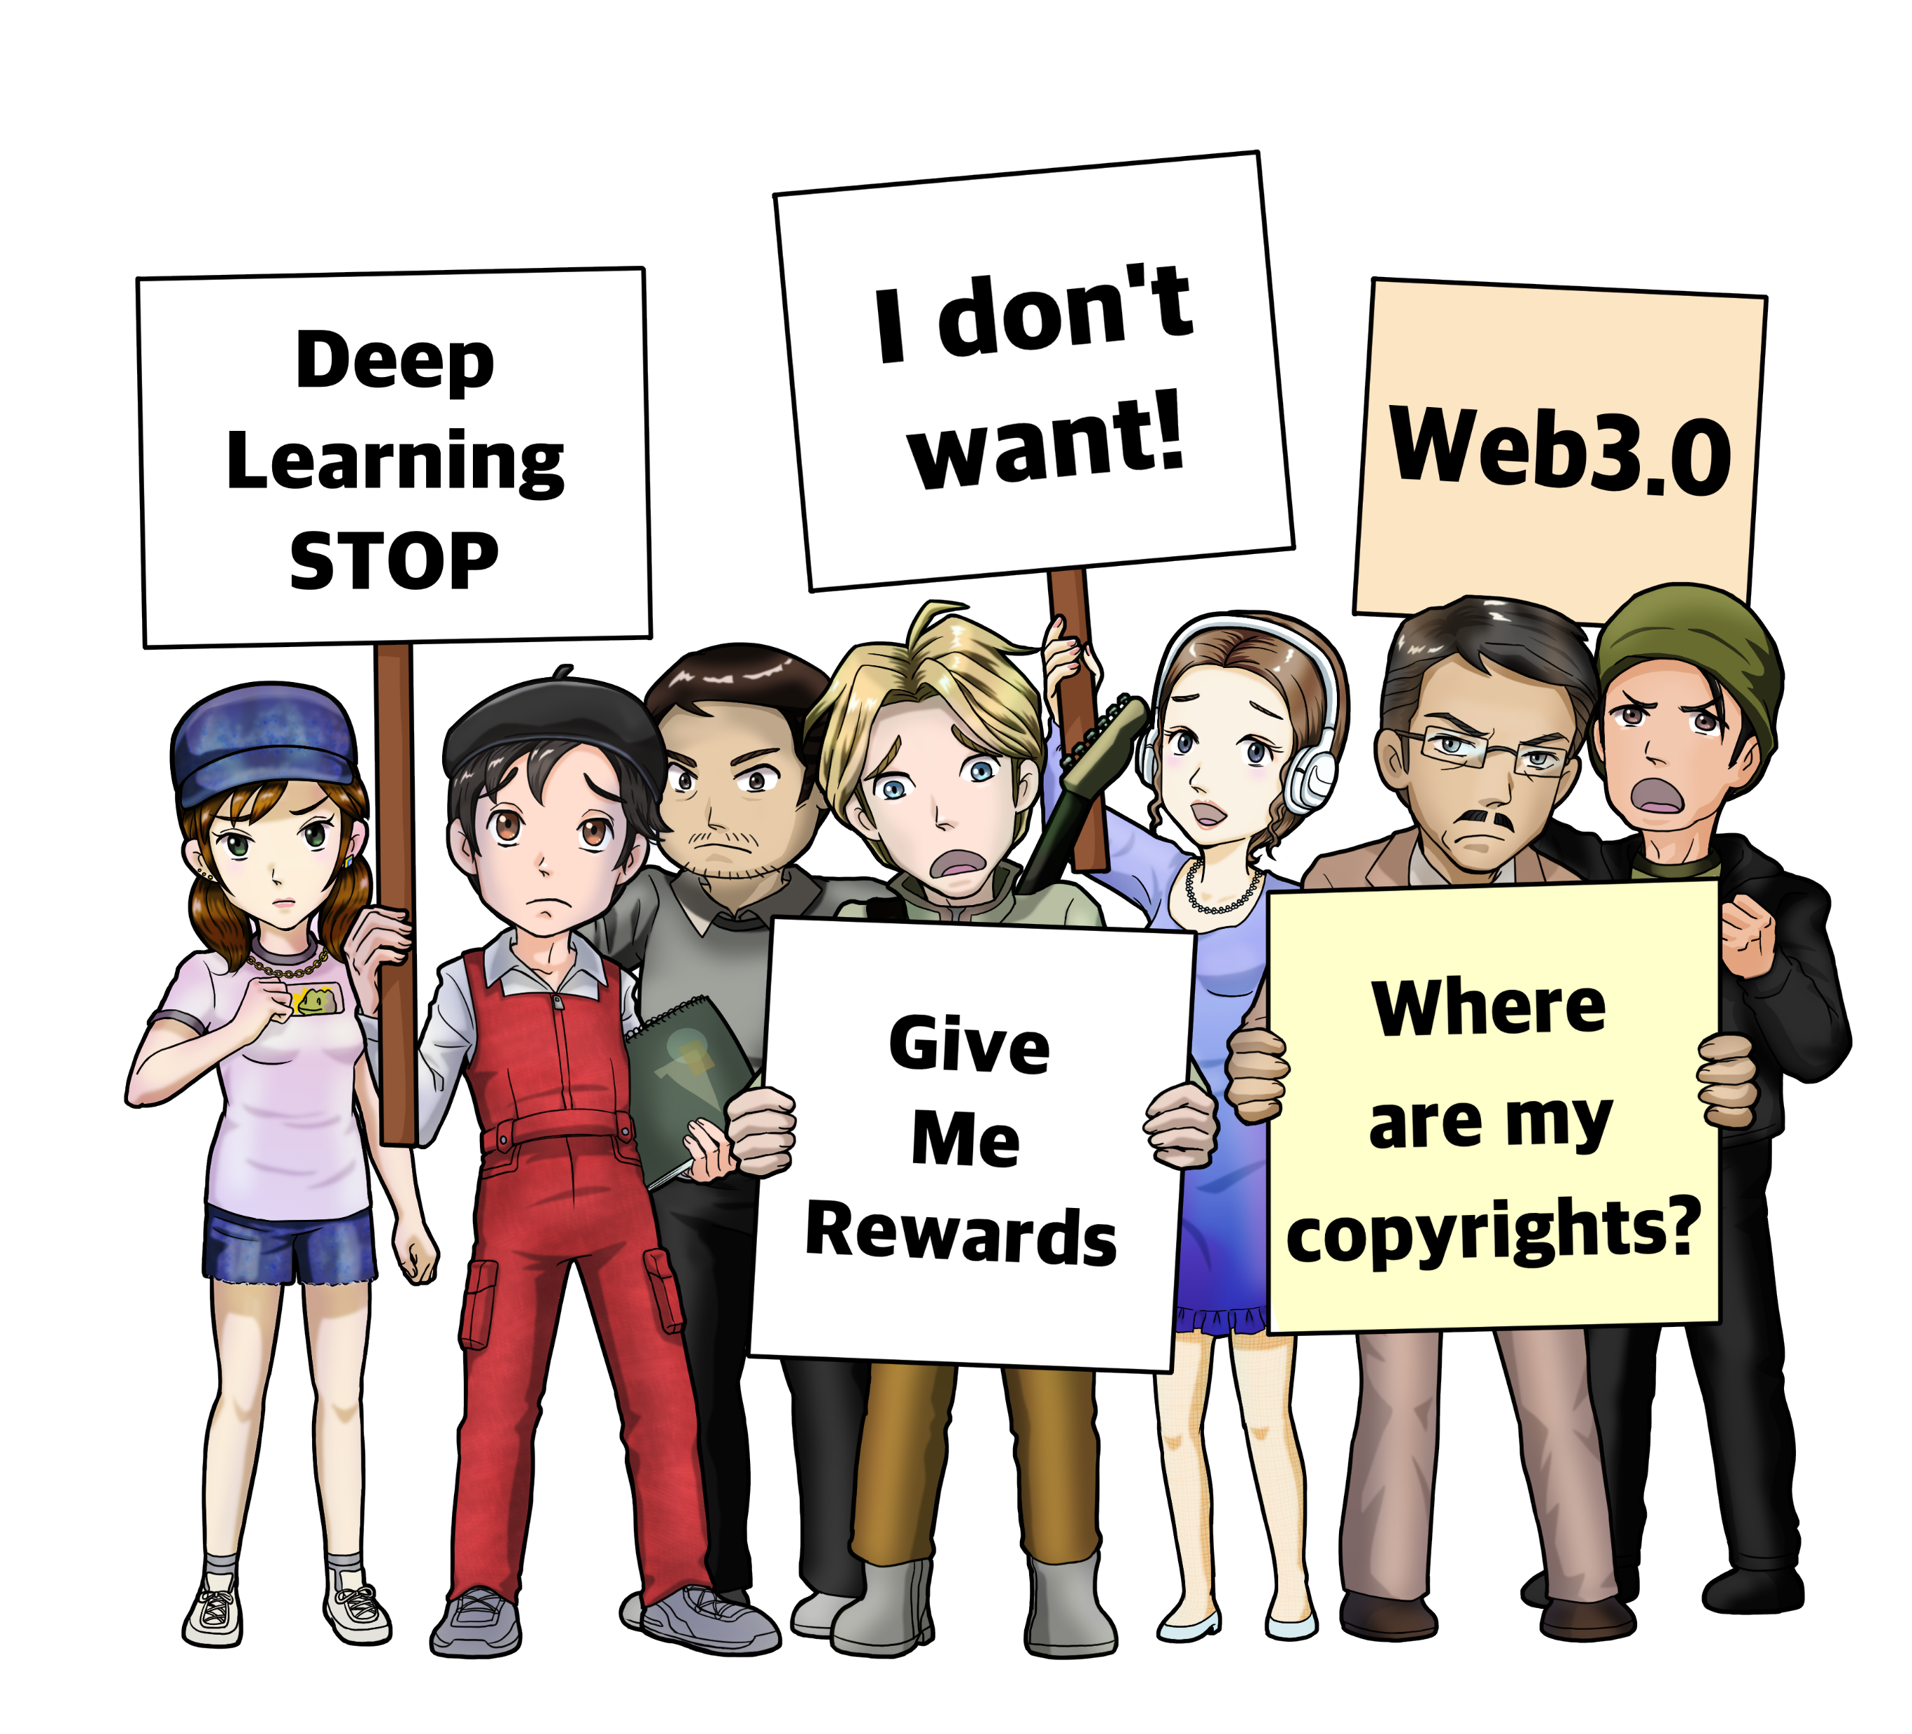 Deep
Learning
STOP
I don't
want!
Web3.0
Give
Me
Rewards
Where
are my
copyrights?